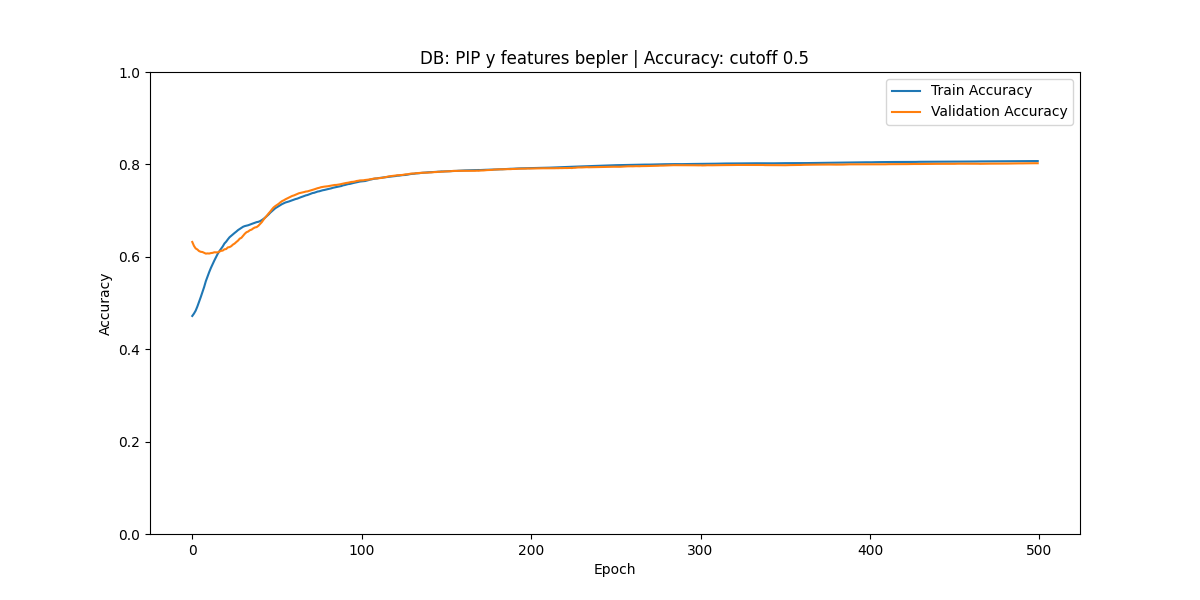 DB: PIP y features bepler | Accuracy: cutoff 0.5
1.0
0.8
0.6
0.4
0.2
0.0
Accuracy
Train Accuracy
Validation Accuracy
0 100 200 300 400 500
Epoch